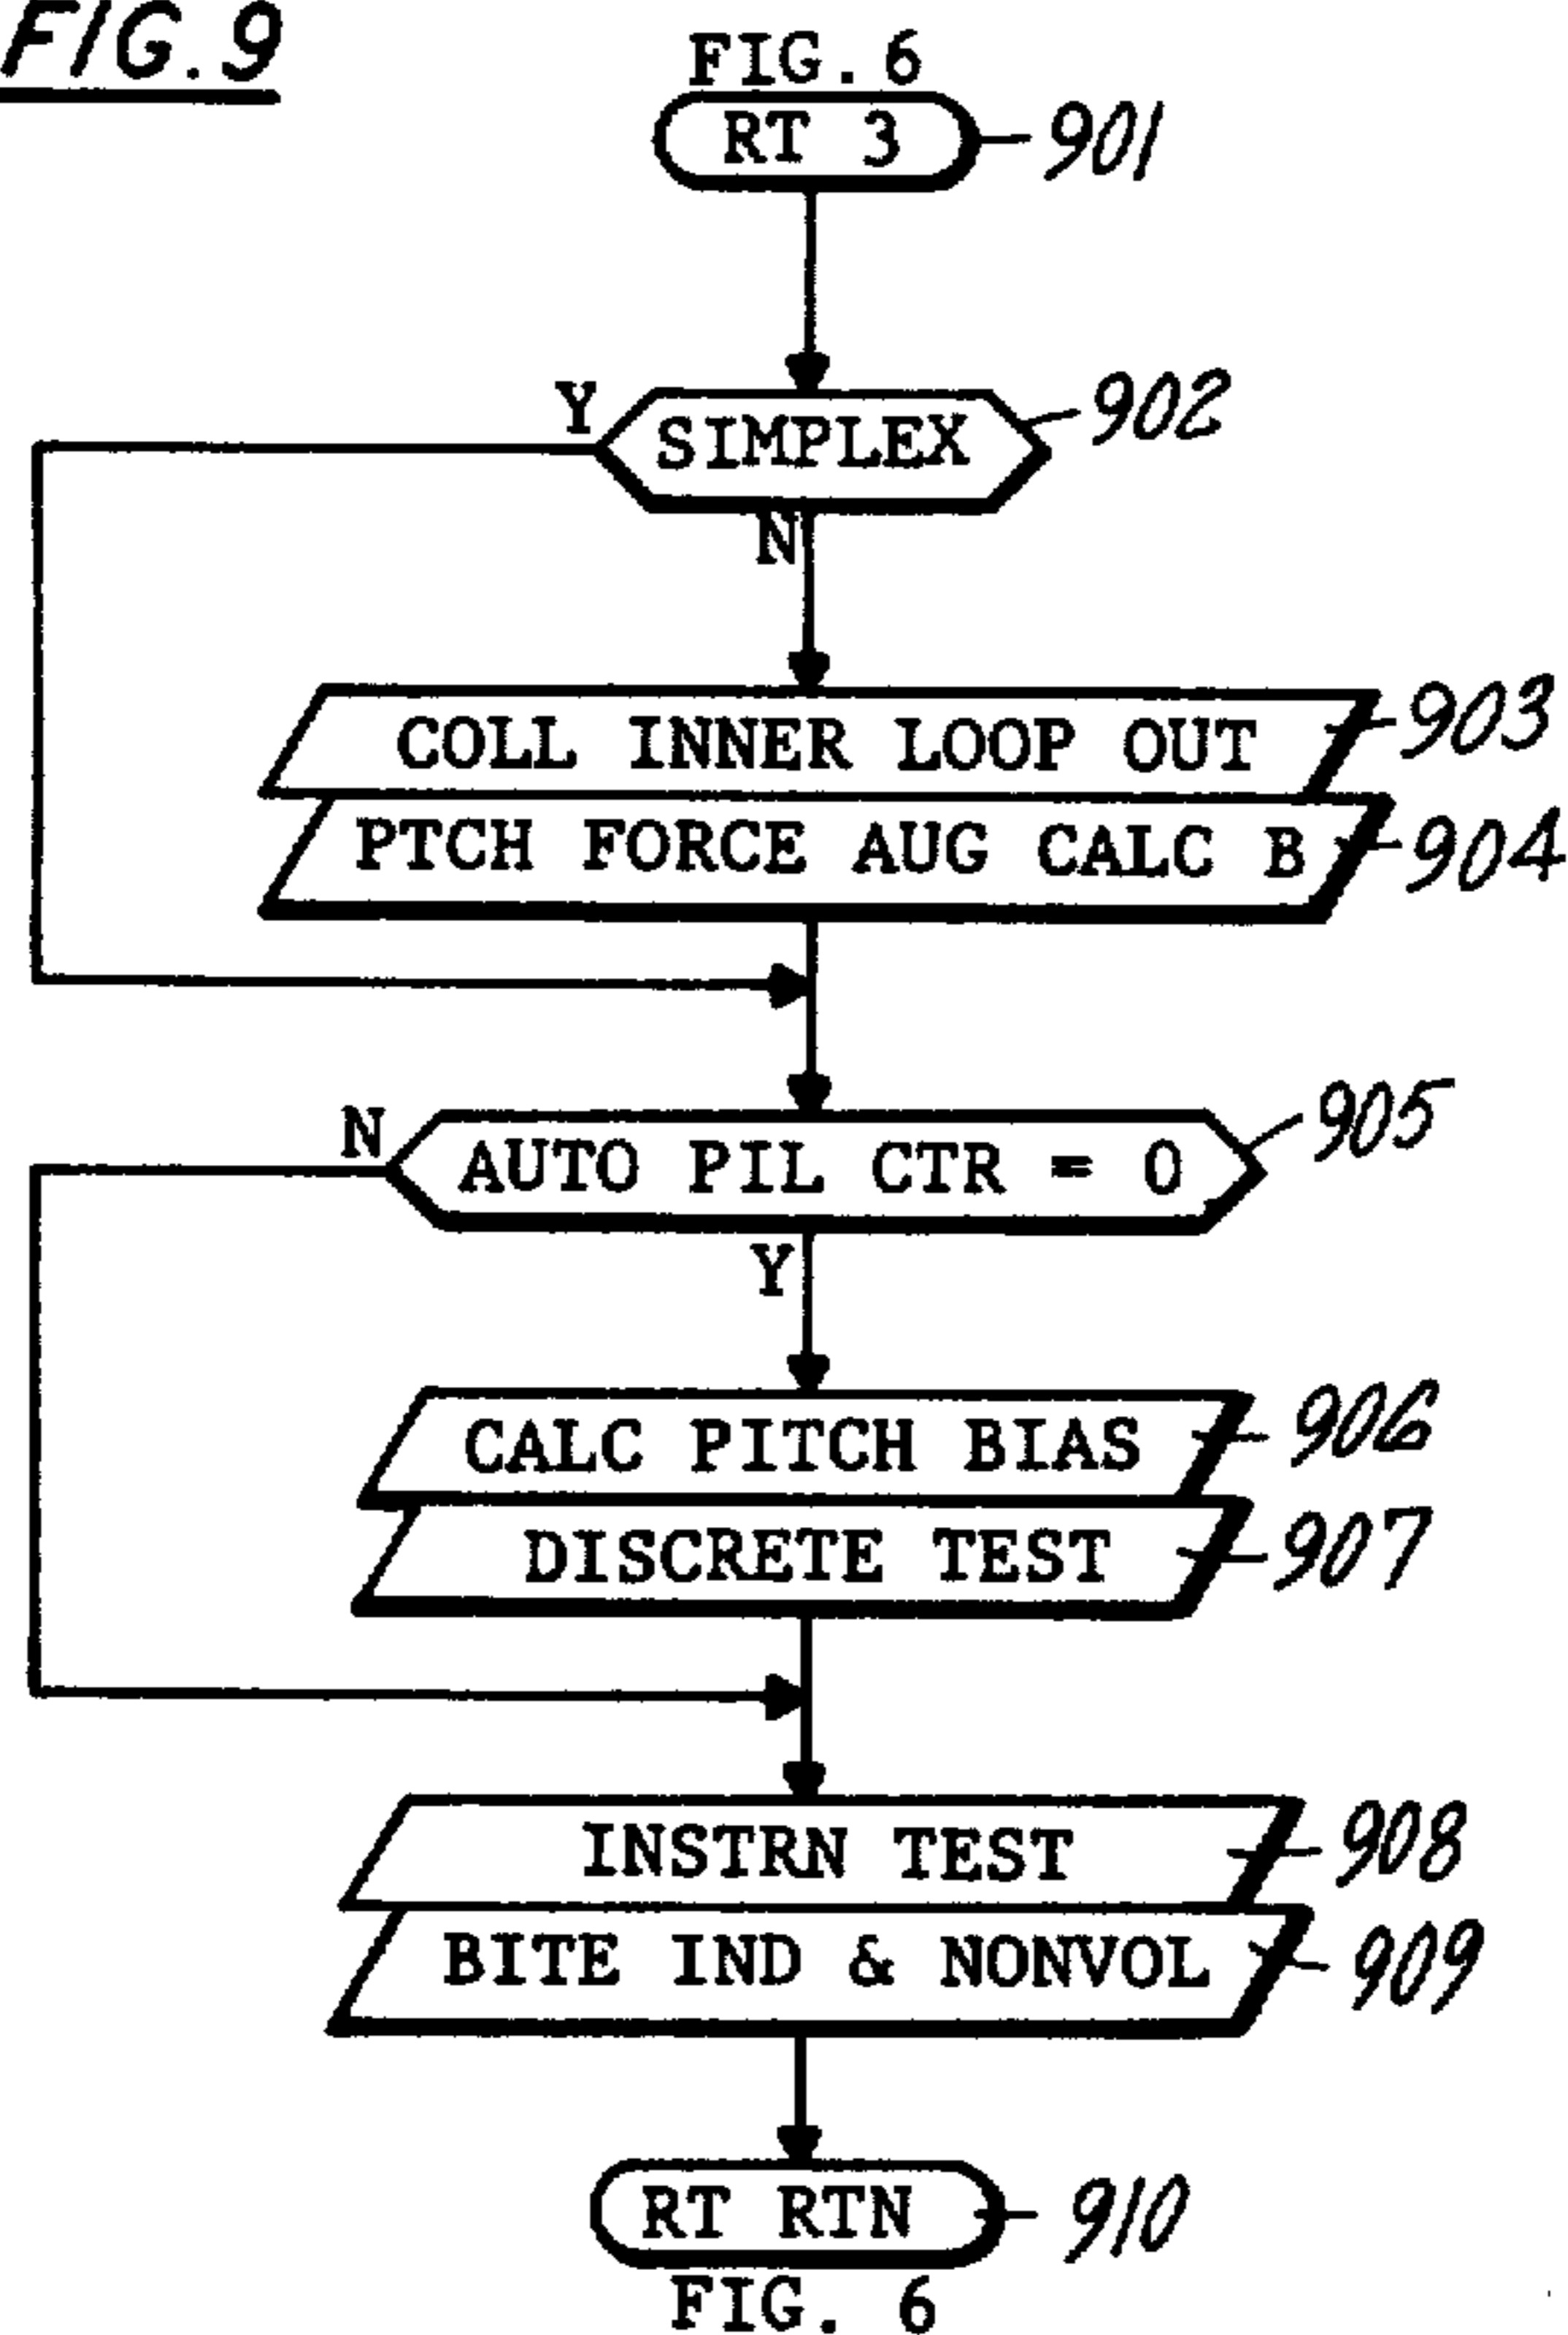 FIG. 9
FIG. 6
RT 3
901
Y
SIMPLEX
902
N
COLL INNER LOOP OUT
903
PTCH FORCE AUG CALC B
904
N
AUTO PIL CTR = 0
905
Y
CALC PITCH BIAS
906
DISCRETE TEST
907
INSTRN TEST
908
BITE IND & NONVOL
909
RT RTN
910
FIG. 6